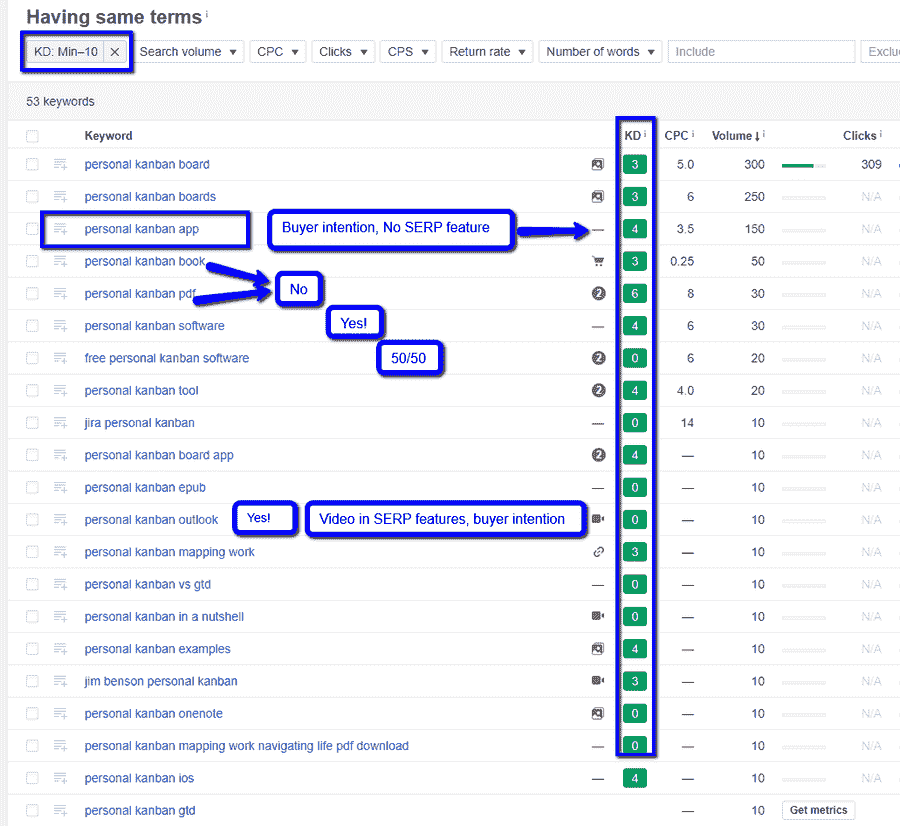 Having same terms i
KD: Min–10 × Search volume ▼ CPC ▼ Clicks ▼ CPS ▼ Return rate ▼ Number of words ▼ Include Exclu
53 keywords
Keyword KD i CPC i Volume ↓ i Clicks i
personal kanban board 3 5.0 300 309
personal kanban boards 3 6 250 N/A
personal kanban app Buyer intention, No SERP feature — 4 3.5 150 N/A
personal kanban book 3 0.25 50 N/A
No
personal kanban pdf 2 6 8 30 N/A
personal kanban software Yes! — 4 6 30 N/A
free personal kanban software 50/50 2 0 6 20 N/A
personal kanban tool 2 4 4.0 20 N/A
jira personal kanban — 0 14 10 N/A
personal kanban board app 2 4 — 10 N/A
personal kanban epub — 0 — 10 N/A
personal kanban outlook Yes! Video in SERP features, buyer intention 0 — 10 N/A
personal kanban mapping work 3 — 10 N/A
personal kanban vs gtd — 0 — 10 N/A
personal kanban in a nutshell 0 — 10 N/A
personal kanban examples 4 — 10 N/A
jim benson personal kanban 3 — 10 N/A
personal kanban onenote 0 — 10 N/A
personal kanban mapping work navigating life pdf download — 0 — 10 N/A
personal kanban ios — 4 — 10 N/A
personal kanban gtd — 10 Get metrics